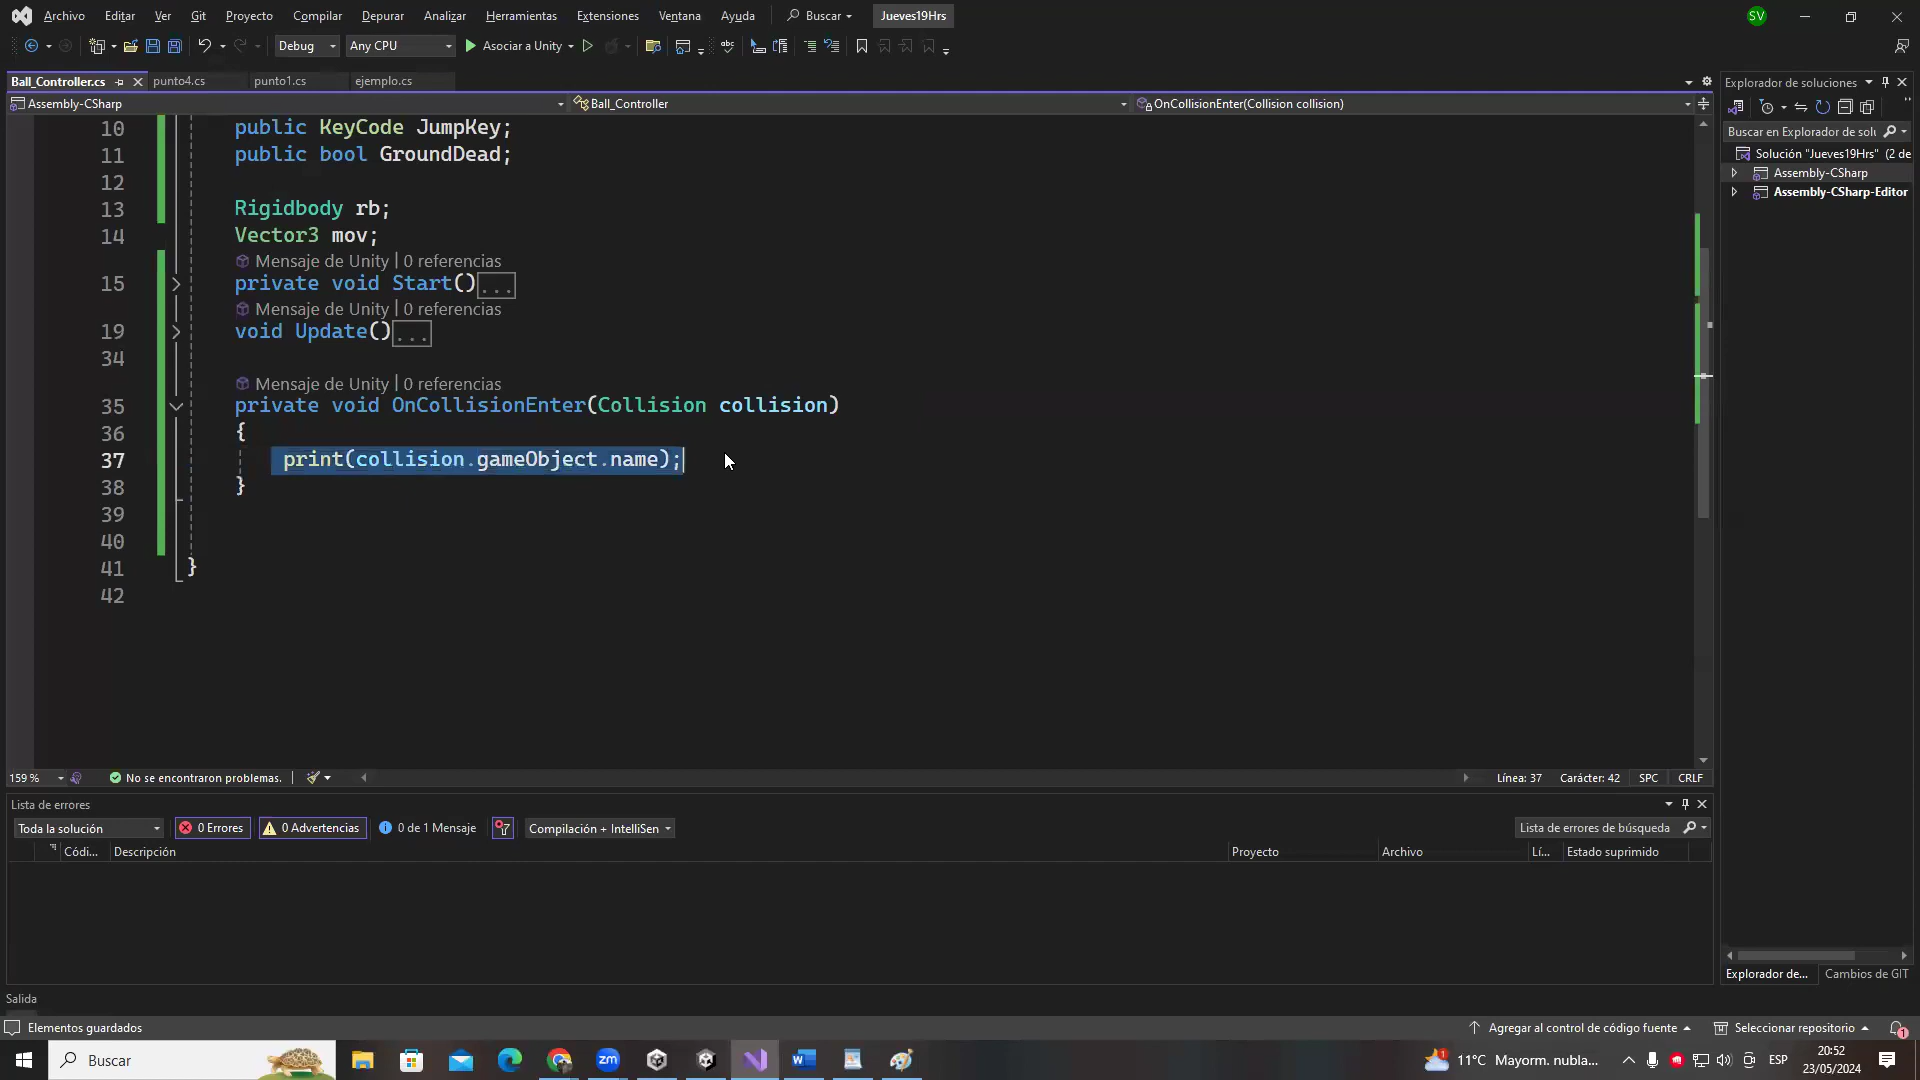 Archivo Editar Ver Git Proyecto Compilar Depurar Analizar Herramientas Extensiones Ventana Ayuda Buscar Jueves19Hrs SV
Debug Any CPU Asociar a Unity
Ball_Controller.cs punto4.cs punto1.cs ejemplo.cs
Assembly-CSharp Ball_Controller OnCollisionEnter(Collision collision)
10 public KeyCode JumpKey;
11 public bool GroundDead;
12
13 Rigidbody rb;
14 Vector3 mov;
Mensaje de Unity | 0 referencias
15 private void Start()...
Mensaje de Unity | 0 referencias
19 void Update()...
34
Mensaje de Unity | 0 referencias
35 private void OnCollisionEnter(Collision collision)
36 {
37 print(collision.gameObject.name);
38 }
39
40
41 }
42
159 % No se encontraron problemas. Línea: 37 Carácter: 42 SPC CRLF
Explorador de soluciones
Buscar en Explorador de solu
Solución "Jueves19Hrs" (2 de
Assembly-CSharp
Assembly-CSharp-Editor
Explorador de... Cambios de GIT
Lista de errores
Toda la solución 0 Errores 0 Advertencias 0 de 1 Mensaje Compilación + IntelliSen Lista de errores de búsqueda
Códi... Descripción Proyecto Archivo Lí... Estado suprimido
Salida
Elementos guardados Agregar al control de código fuente Seleccionar repositorio 1
Buscar 11°C Mayorm. nubla... ESP 20:52
23/05/2024